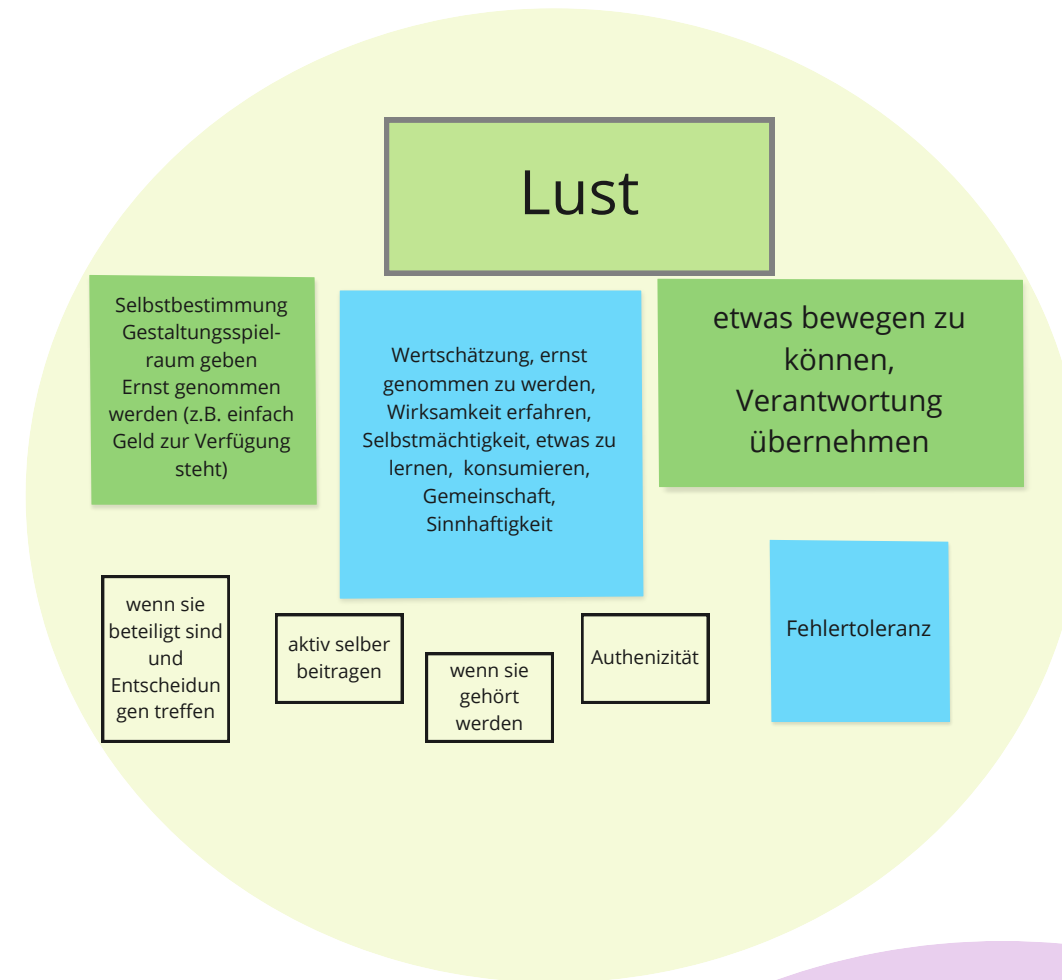 Lust
Selbstbestimmung
Gestaltungsspiel-
raum geben
Ernst genommen
werden (z.B. einfach
Geld zur Verfügung
steht)
Wertschätzung, ernst
genommen zu werden,
Wirksamkeit erfahren,
Selbstmächtigkeit, etwas zu
lernen, konsumieren,
Gemeinschaft,
Sinnhaftigkeit
etwas bewegen zu
können,
Verantwortung
übernehmen
wenn sie
beteiligt sind
und
Entscheidun
gen treffen
aktiv selber
beitragen
wenn sie
gehört
werden
Authenizität
Fehlertoleranz